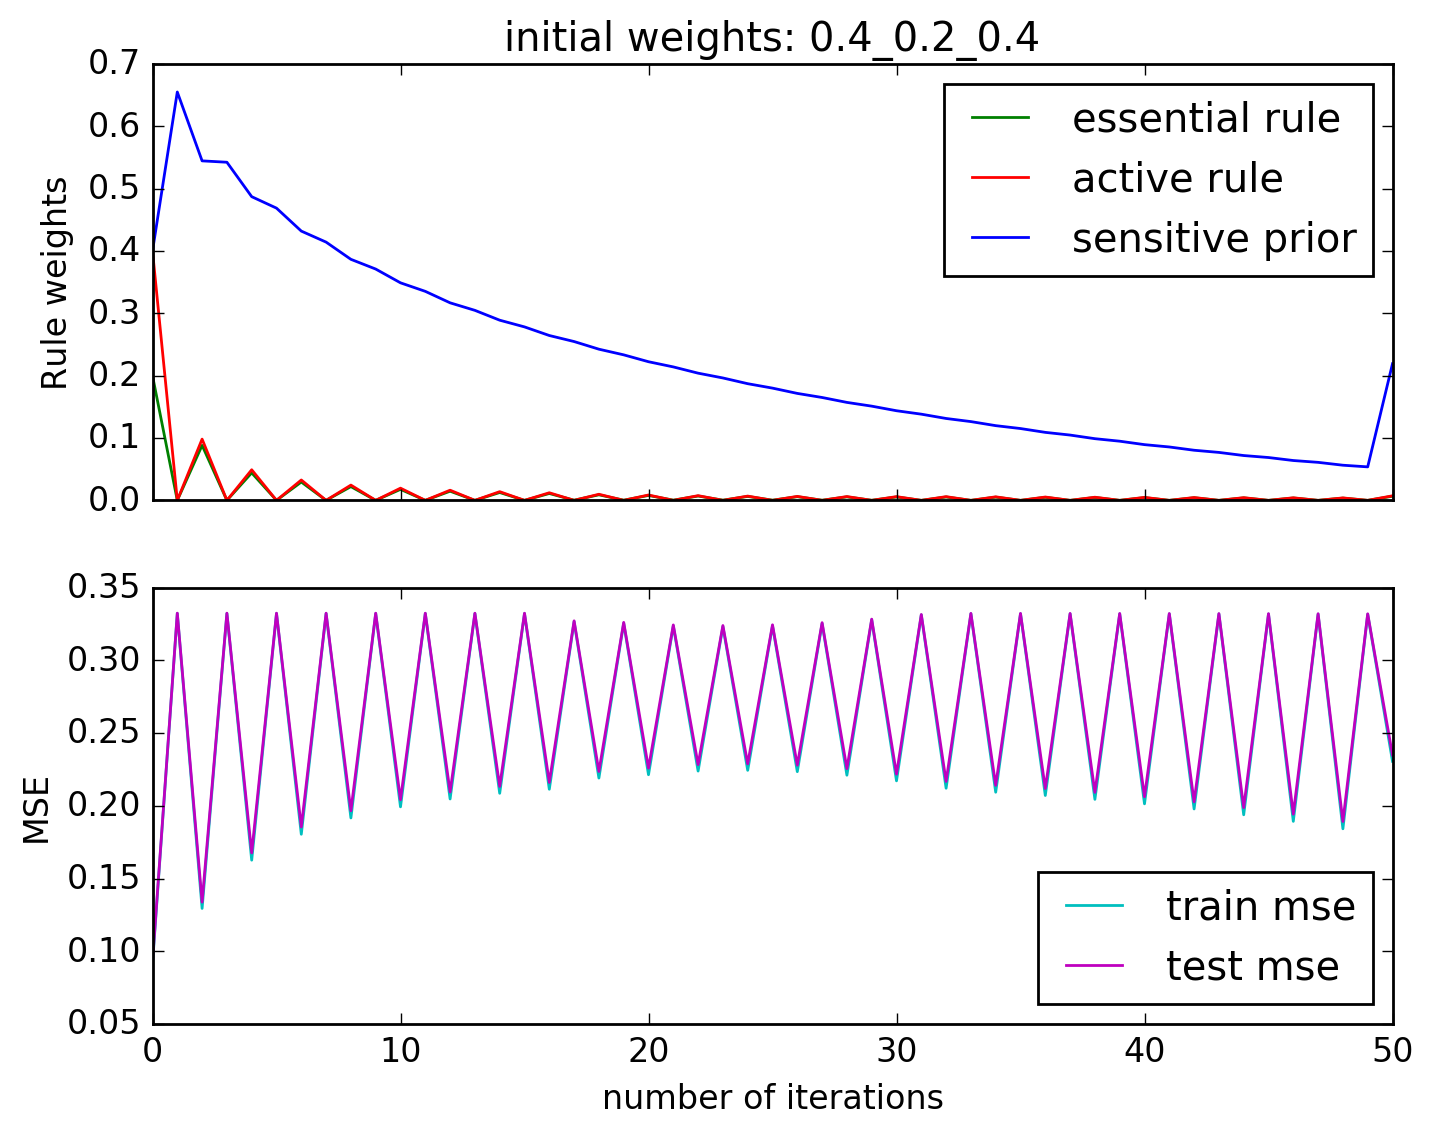 initial weights: 0.4_0.2_0.4
0.7
0.6
0.5
0.4
0.3
0.2
0.1
0.0
Rule weights
essential rule
active rule
sensitive prior
0.35
0.30
0.25
0.20
0.15
0.10
0.05
MSE
train mse
test mse
0 10 20 30 40 50
number of iterations